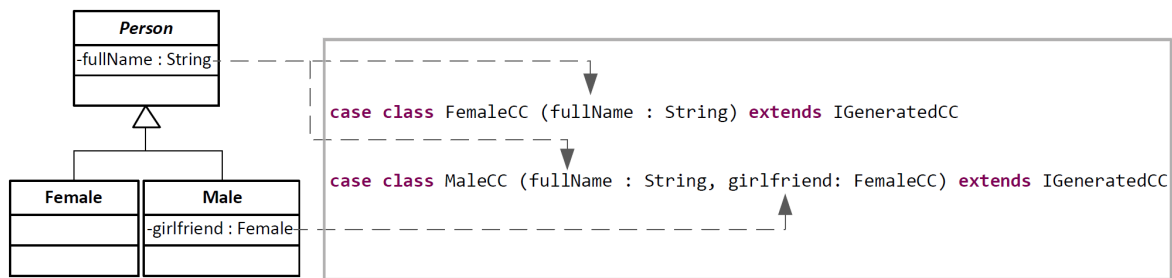 Person
-fullName : String
case class FemaleCC (fullName : String) extends IGeneratedCC
case class MaleCC (fullName : String, girlfriend: FemaleCC) extends IGeneratedCC
Female
Male
-girlfriend : Female